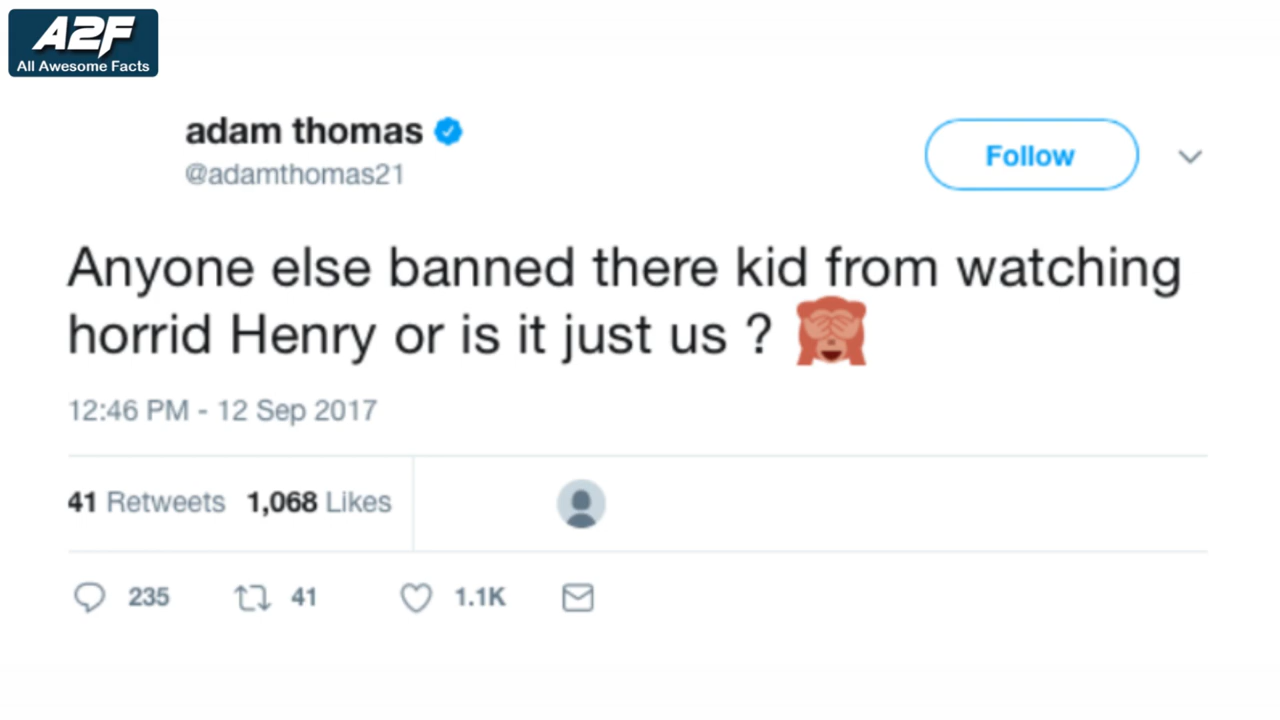 A2F
All Awesome Facts
adam thomas
@adamthomas21
Follow
Anyone else banned there kid from watching
horrid Henry or is it just us ? 🙈
12:46 PM - 12 Sep 2017
41 Retweets 1,068 Likes
235 41 1.1K